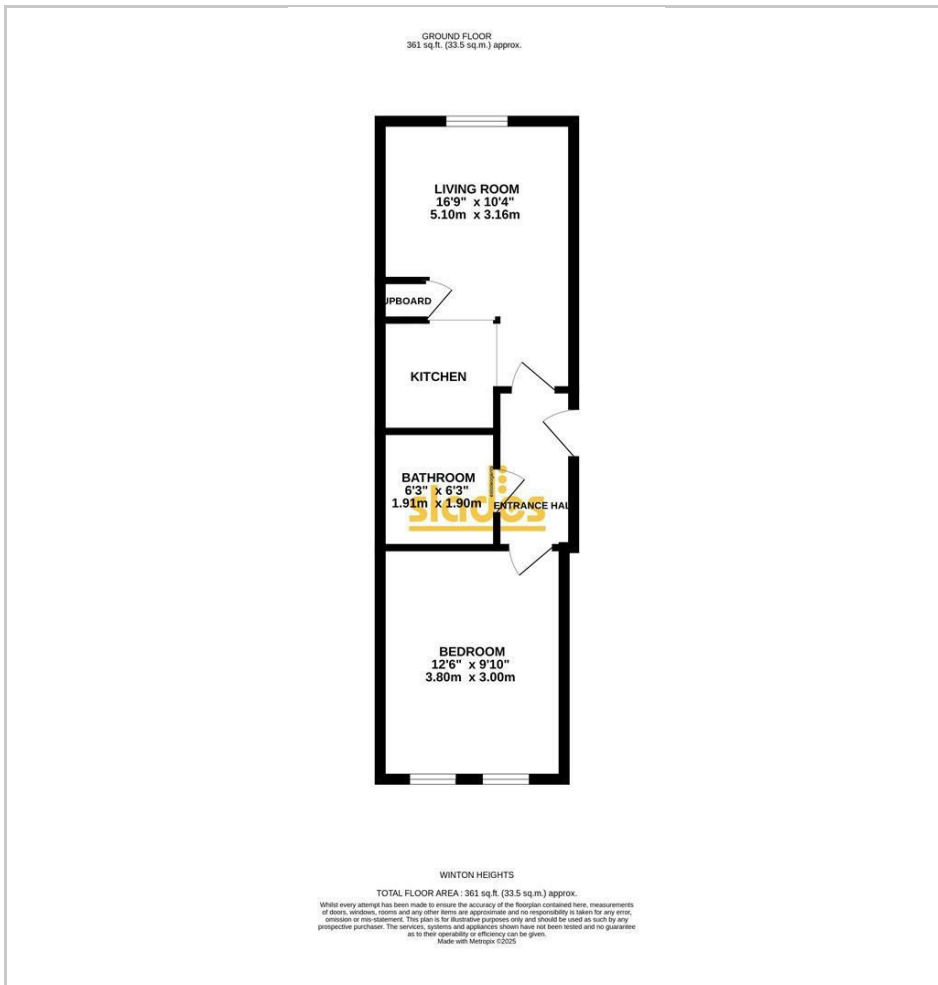 GROUND FLOOR
361 sq.ft. (33.5 sq.m.) approx.
LIVING ROOM
16'9" x 10'4"
5.10m x 3.16m
UPBOARD
KITCHEN
BATHROOM
6'3" x 6'3"
1.91m x 1.90m
slades
ENTRANCE HAL
BEDROOM
12'6" x 9'10"
3.80m x 3.00m
WINTON HEIGHTS
TOTAL FLOOR AREA : 361 sq.ft. (33.5 sq.m.) approx.
Whilst every attempt has been made to ensure the accuracy of the floorplan contained here, measurements
of doors, windows, rooms and any other items are approximate and no responsibility is taken for any error,
omission or mis-statement. This plan is for illustrative purposes only and should be used as such by any
prospective purchaser. The services, systems and appliances shown have not been tested and no guarantee
as to their operability or efficiency can be given.
Made with Metropix ©2025